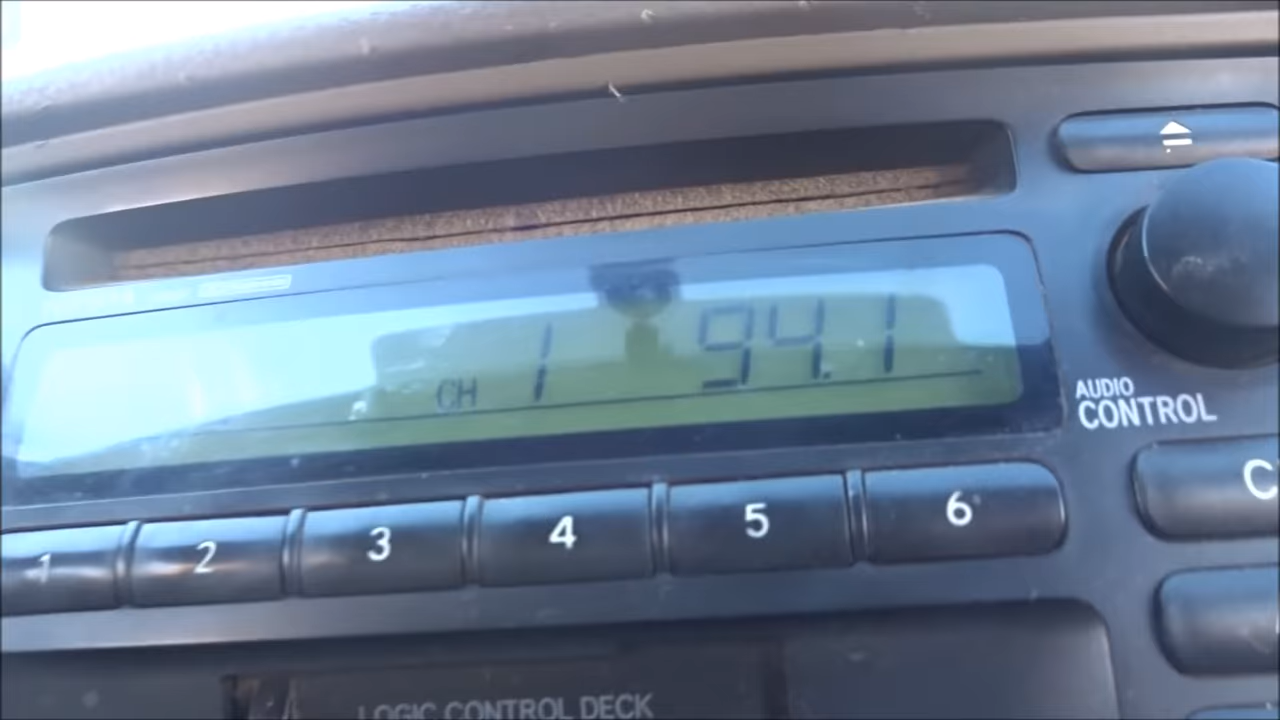 CH 1 94.1
AUDIO
CONTROL
1 2 3 4 5 6
C
LOGIC CONTROL DECK